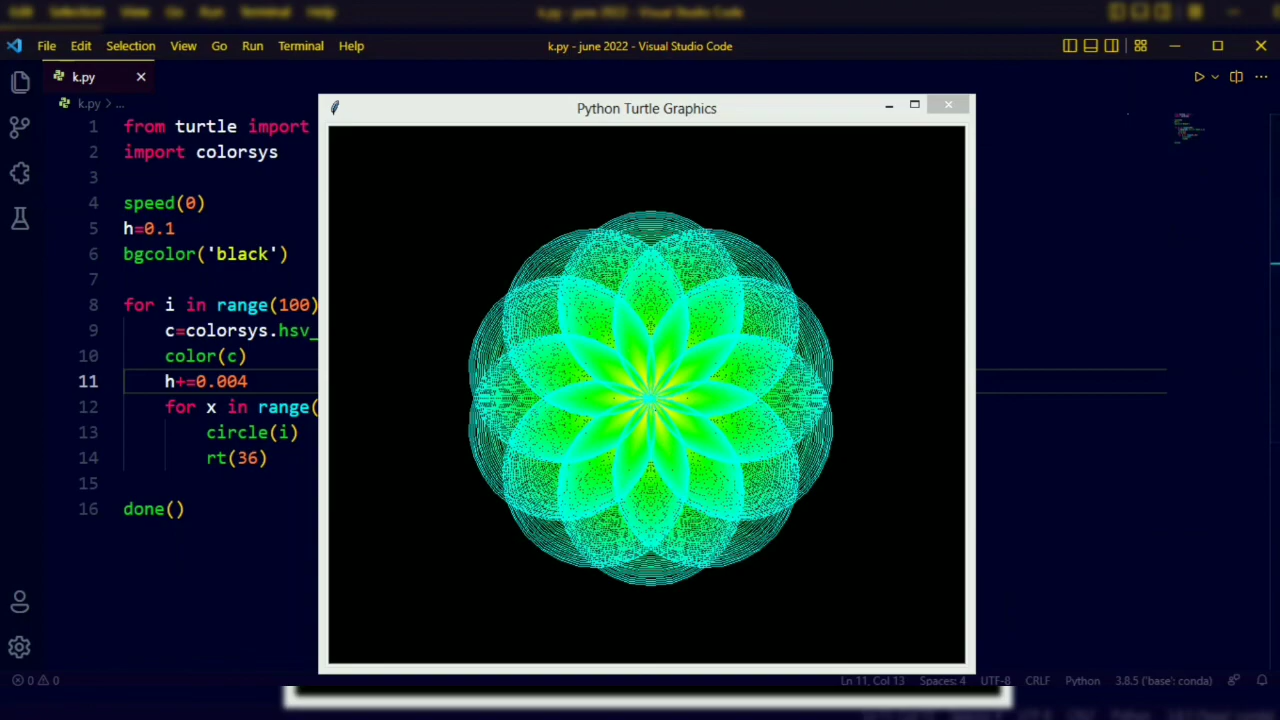 File Edit Selection View Go Run Terminal Help
k.py - june 2022 - Visual Studio Code
k.py
k.py > ...
Python Turtle Graphics
1 from turtle import
2 import colorsys
3
4 speed(0)
5 h=0.1
6 bgcolor('black')
7
8 for i in range(100)
9 c=colorsys.hsv_
10 color(c)
11 h+=0.004
12 for x in range(
13 circle(i)
14 rt(36)
15
16 done()
0 0
Ln 11, Col 13 Spaces: 4 UTF-8 CRLF Python 3.8.5 ('base': conda)